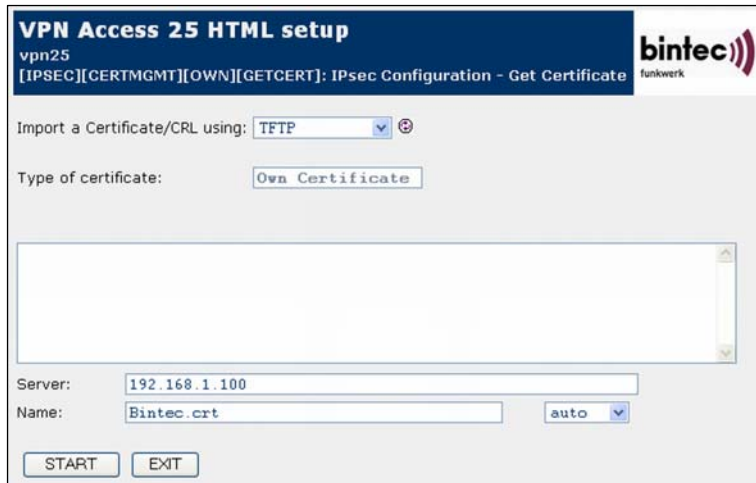 VPN Access 25 HTML setup
vpn25
[IPSEC][CERTMGMT][OWN][GETCERT]: IPsec Configuration - Get Certificate
bintec
funkwerk
Import a Certificate/CRL using: TFTP
Type of certificate: Own Certificate
Server: 192.168.1.100
Name: Bintec.crt auto
START EXIT